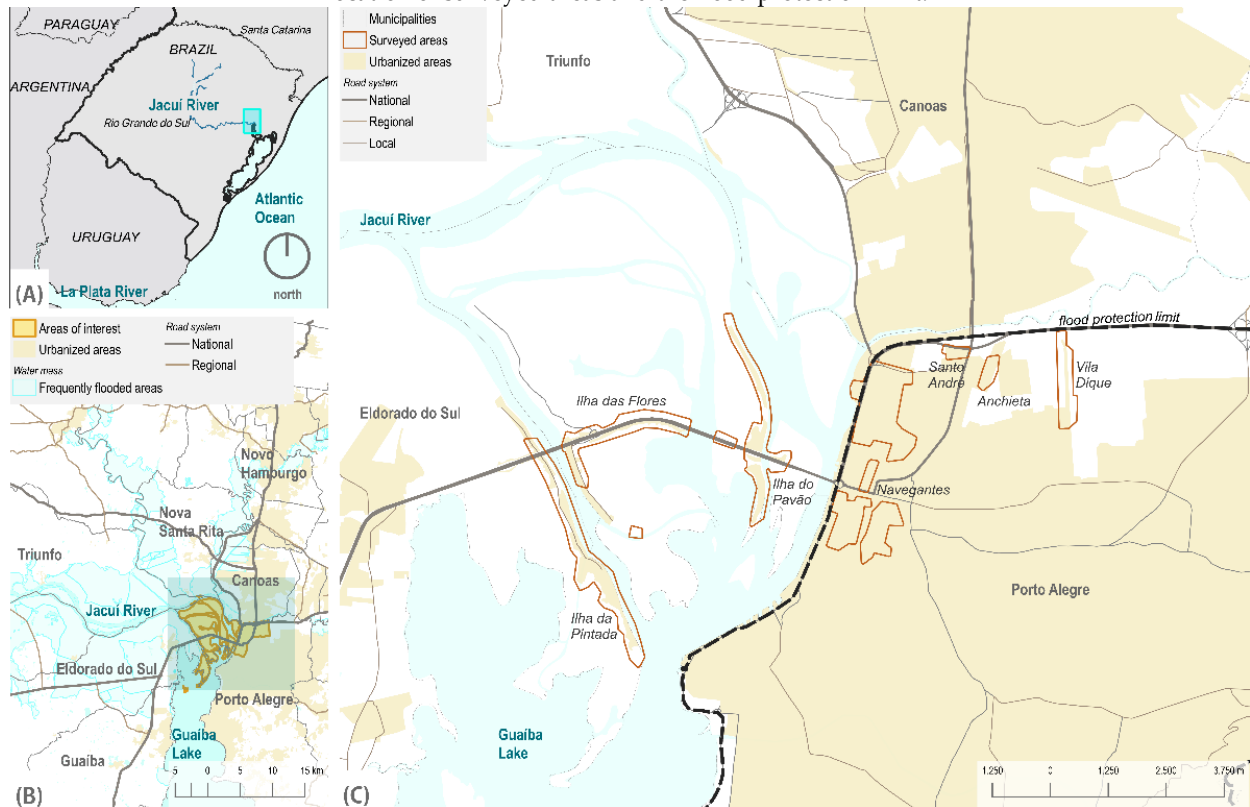 PARAGUAY
Santa Catarina
BRAZIL
ARGENTINA
Jacuí River
Rio Grande do Sul
Atlantic
Ocean
URUGUAY
north
(A)
La Plata River
Areas of interest
Urbanized areas
Water mass
Frequently flooded areas
Road system
National
Regional
Novo
Hamburgo
Nova
Santa Rita
Triunfo
Canoas
Jacuí River
Eldorado do Sul
Porto Alegre
Guaíba
Lake
Guaíba
5 0 5 10 15 km
(B)
Municipalities
Surveyed areas
Urbanized areas
Road system
National
Regional
Local
Triunfo
Canoas
Jacuí River
flood protection limit
Santo
André
Anchieta
Vila
Dique
Ilha das Flores
Eldorado do Sul
Ilha do
Pavão
Navegantes
Ilha da
Pintada
Porto Alegre
Guaíba
Lake
1.250 0 1.250 2.500 3.750 m
(C)